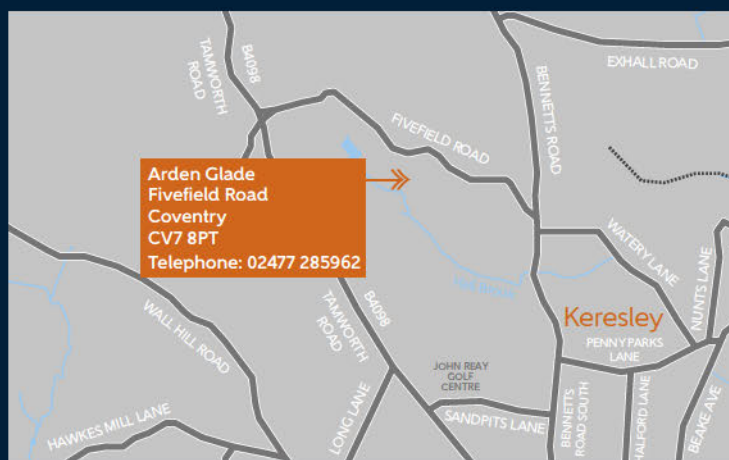 TAMWORTH
ROAD
B4098
EXHALL ROAD
BENNETTS ROAD
FIVEFIELD ROAD
Arden Glade
Fivefield Road
Coventry
CV7 8PT
Telephone: 02477 285962
WATERY LANE
NUNTS LANE
Keresley
PENNY PARKS
LANE
WALL HILL ROAD
TAMWORTH
ROAD
B4098
JOHN REAY
GOLF
CENTRE
LONG LANE
SANDPITS LANE
BENNETTS
ROAD SOUTH
HALFORD LANE
BEAKE AVE
HAWKES MILL LANE